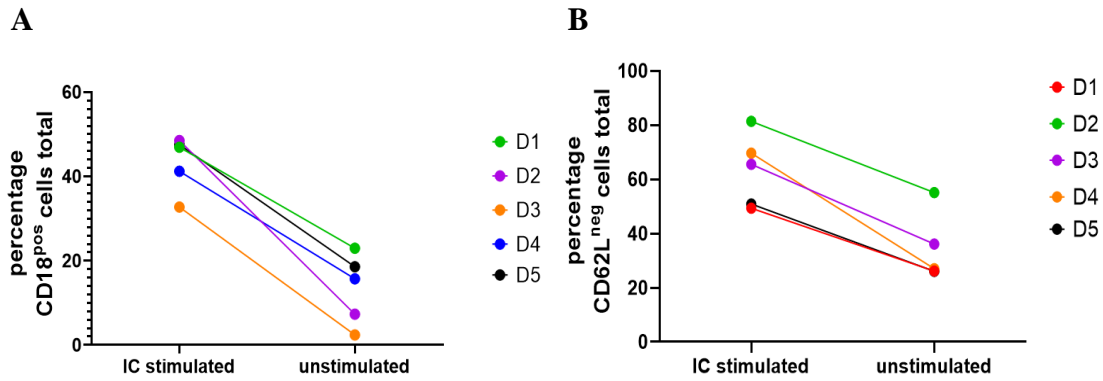 A
percentage
CD18pos cells total
60
40
20
0
IC stimulated
unstimulated
D1
D2
D3
D4
D5
B
percentage
CD62Lneg cells total
100
80
60
40
20
0
IC stimulated
unstimulated
D1
D2
D3
D4
D5